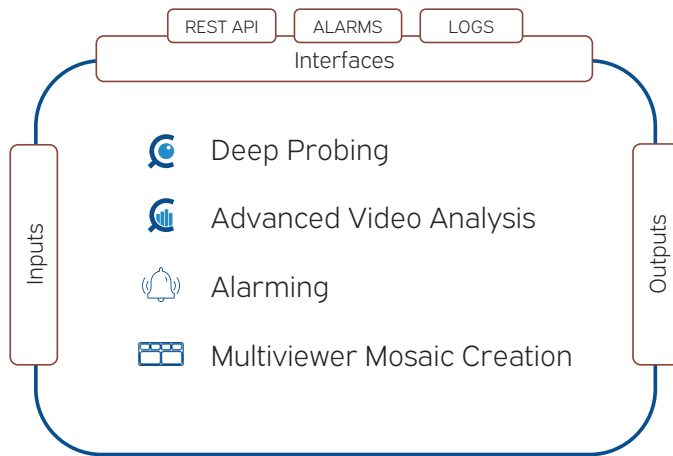 REST API
ALARMS
LOGS
Interfaces
Inputs
Deep Probing
Advanced Video Analysis
Alarming
Multiviewer Mosaic Creation
Outputs